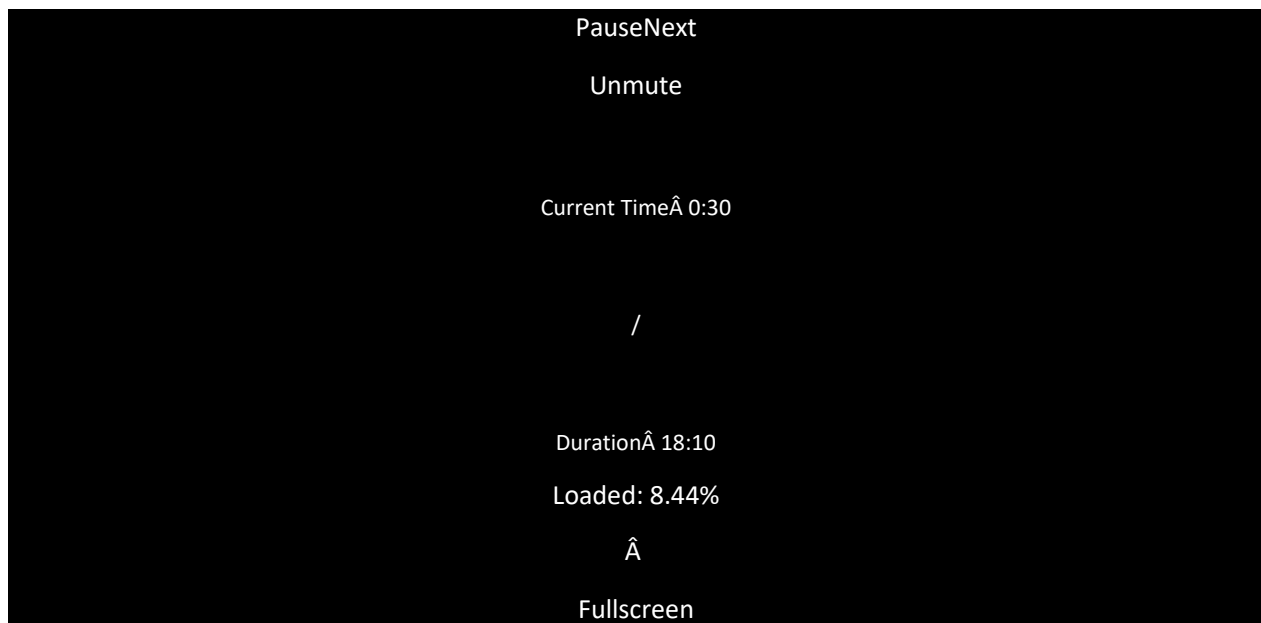 PauseNext
Unmute
Current TimeÂ 0:30
/
DurationÂ 18:10
Loaded: 8.44%
Â
Fullscreen